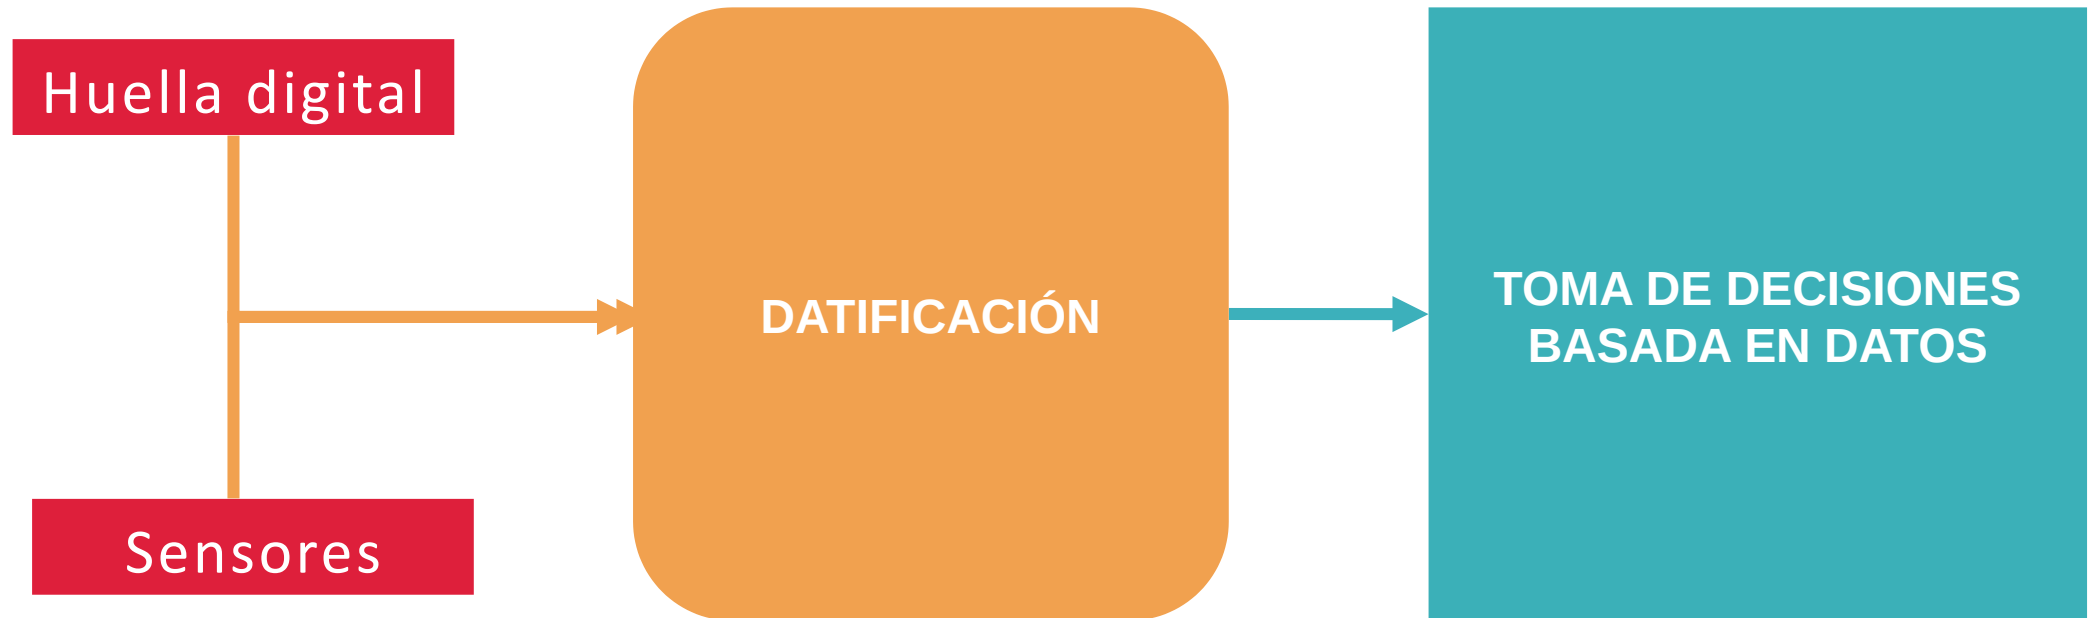 Huella digital
Sensores
DATIFICACIÓN
TOMA DE DECISIONES
BASADA EN DATOS